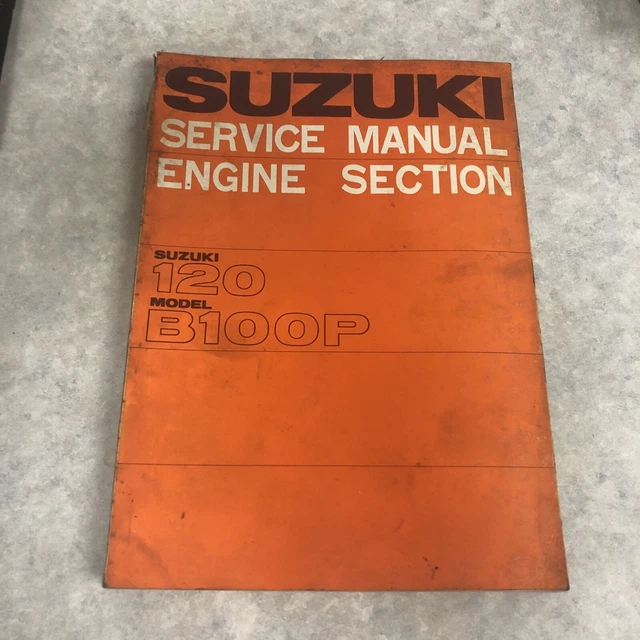 SUZUKI
SERVICE MANUAL
ENGINE SECTION
SUZUKI
120
MODEL
B100P